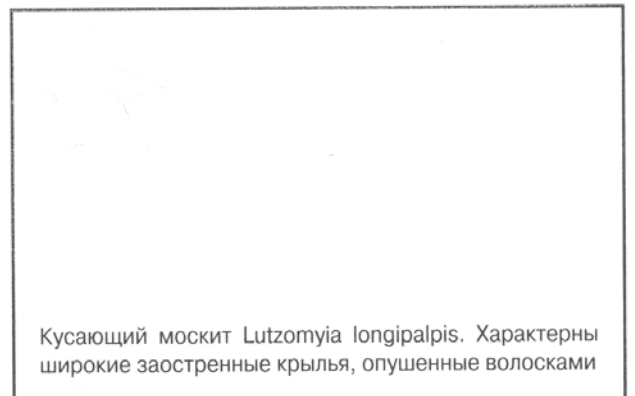 Кусающий москит Lutzomyia longipalpis. Характерны
широкие заостренные крылья, опушенные волосками